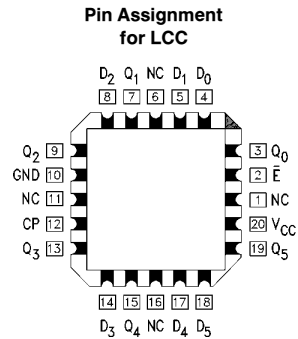 Pin Assignment
for LCC
D2 Q1 NC D1 D0
8 7 6 5 4
Q2 9 3 Q0
GND 10 2 E̅
NC 11 1 NC
CP 12 20 VCC
Q3 13 19 Q5
14 15 16 17 18
D3 Q4 NC D4 D5